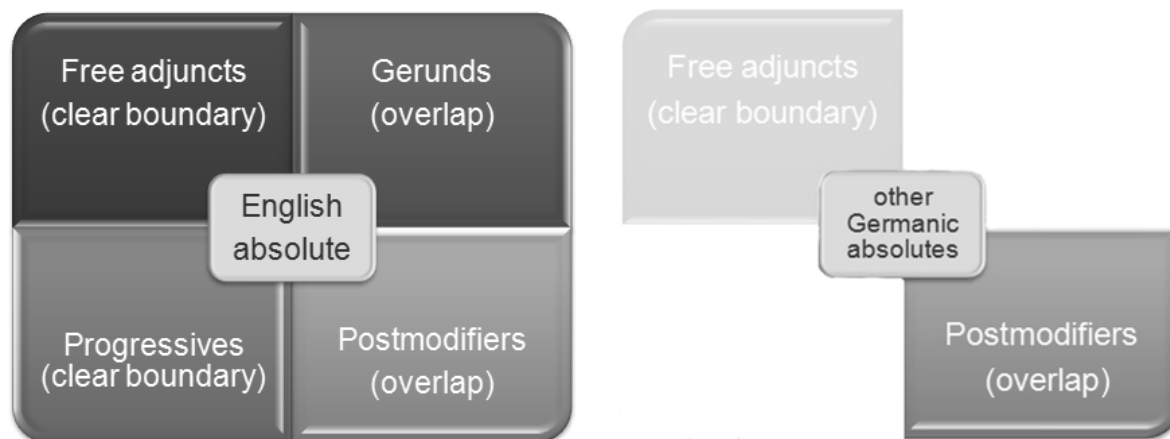 Free adjuncts
(clear boundary)
Gerunds
(overlap)
English
absolute
Progressives
(clear boundary)
Postmodifiers
(overlap)
Free adjuncts
(clear boundary)
other
Germanic
absolutes
Postmodifiers
(overlap)